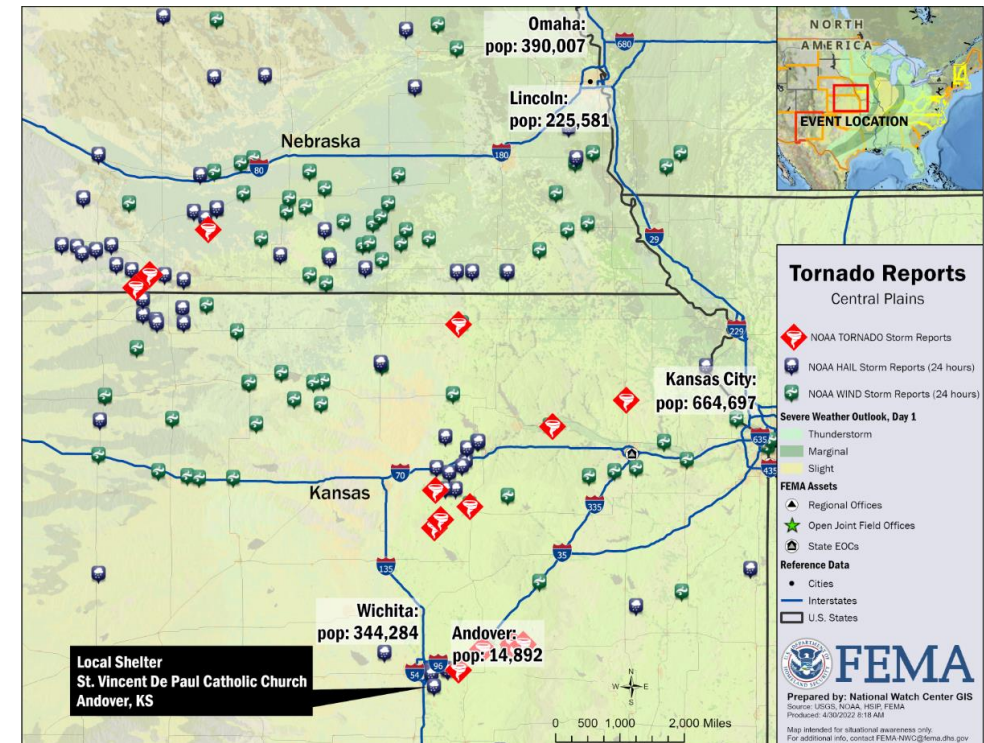 Omaha:
pop: 390,007
680
NORTH
AMERICA
EVENT LOCATION
Lincoln:
pop: 225,581
Nebraska
80
180
29
229
Tornado Reports
Central Plains
NOAA TORNADO Storm Reports
NOAA HAIL Storm Reports (24 hours)
NOAA WIND Storm Reports (24 hours)
Severe Weather Outlook, Day 1
Thunderstorm
Marginal
Slight
FEMA Assets
Regional Offices
Open Joint Field Offices
State EOCs
Reference Data
Cities
Interstates
U.S. States
Kansas City:
pop: 664,697
635
435
70
Kansas
335
35
135
Wichita:
pop: 344,284
Andover:
pop: 14,892
54
96
Local Shelter
St. Vincent De Paul Catholic Church
Andover, KS
N
W
E
S
0 500 1,000 2,000 Miles
U.S. DEPARTMENT OF
HOMELAND SECURITY
FEMA
Prepared by: National Watch Center GIS
Source: USGS, NOAA, HSIP, FEMA
Produced: 4/30/2022 8:18 AM
Map intended for situational awareness only.
For additional info, contact FEMA-NWC@fema.dhs.gov